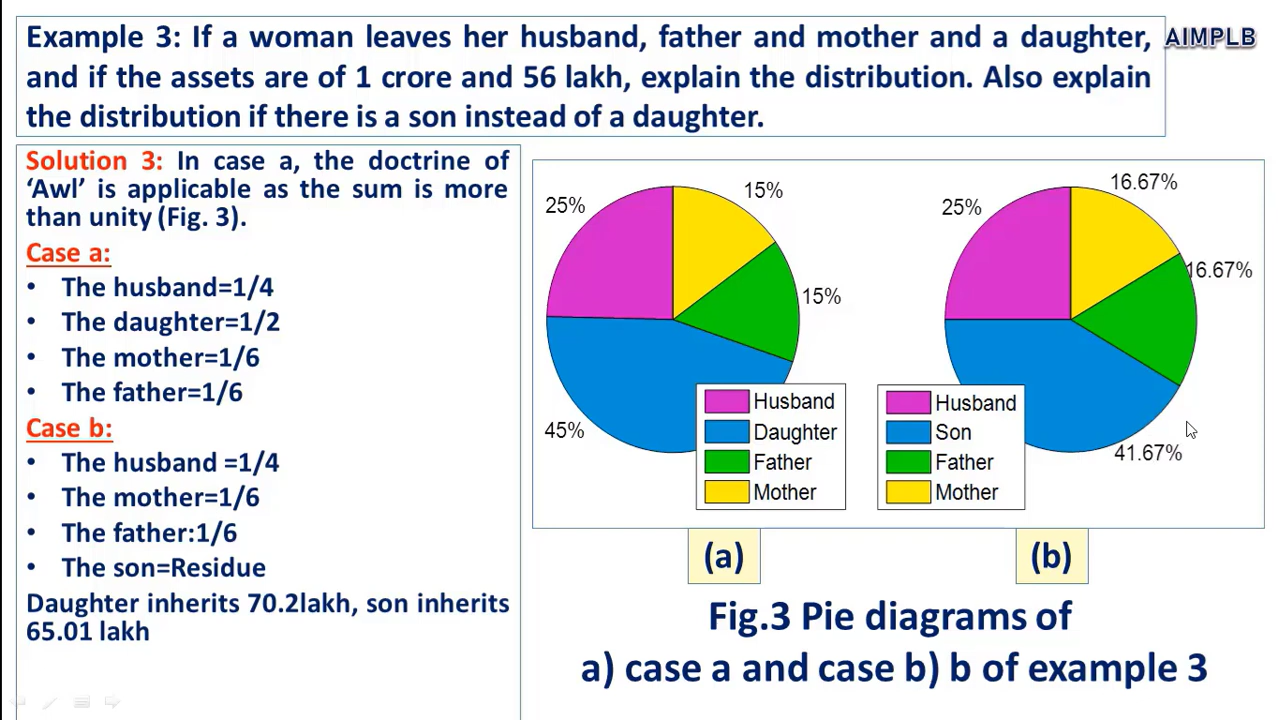 Example 3: If a woman leaves her husband, father and mother and a daughter,
and if the assets are of 1 crore and 56 lakh, explain the distribution. Also explain
the distribution if there is a son instead of a daughter.
AIMPLB
Solution 3: In case a, the doctrine of
‘Awl’ is applicable as the sum is more
than unity (Fig. 3).
Case a:
• The husband=1/4
• The daughter=1/2
• The mother=1/6
• The father=1/6
Case b:
• The husband =1/4
• The mother=1/6
• The father:1/6
• The son=Residue
Daughter inherits 70.2lakh, son inherits
65.01 lakh
25%
15%
15%
45%
Husband
Daughter
Father
Mother
(a)
25%
16.67%
16.67%
41.67%
Husband
Son
Father
Mother
(b)
Fig.3 Pie diagrams of
a) case a and case b) b of example 3